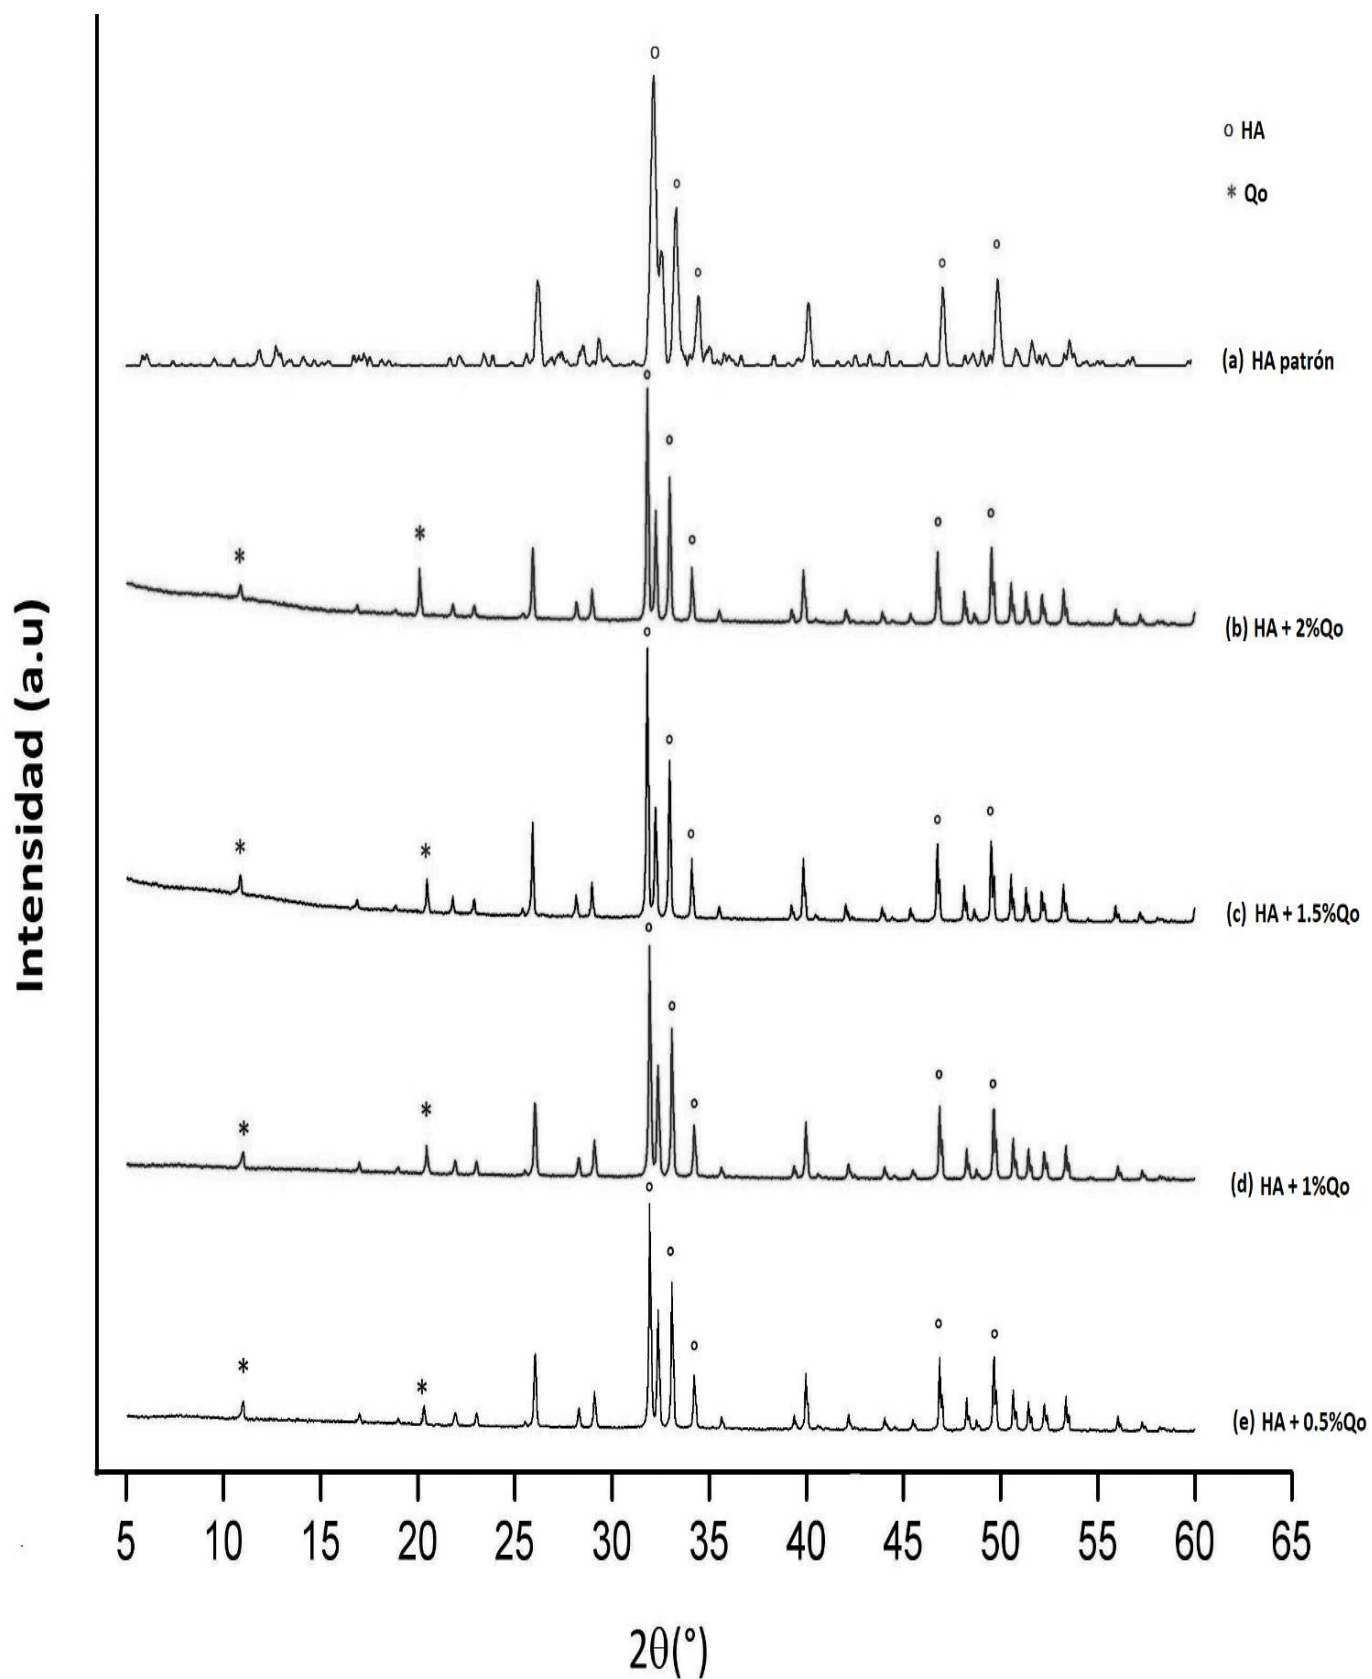 o HA
* Qo
(a) HA patrón
(b) HA + 2%Qo
(c) HA + 1.5%Qo
(d) HA + 1%Qo
(e) HA + 0.5%Qo
Intensidad (a.u)
5 10 15 20 25 30 35 40 45 50 55 60 65
2θ(°)